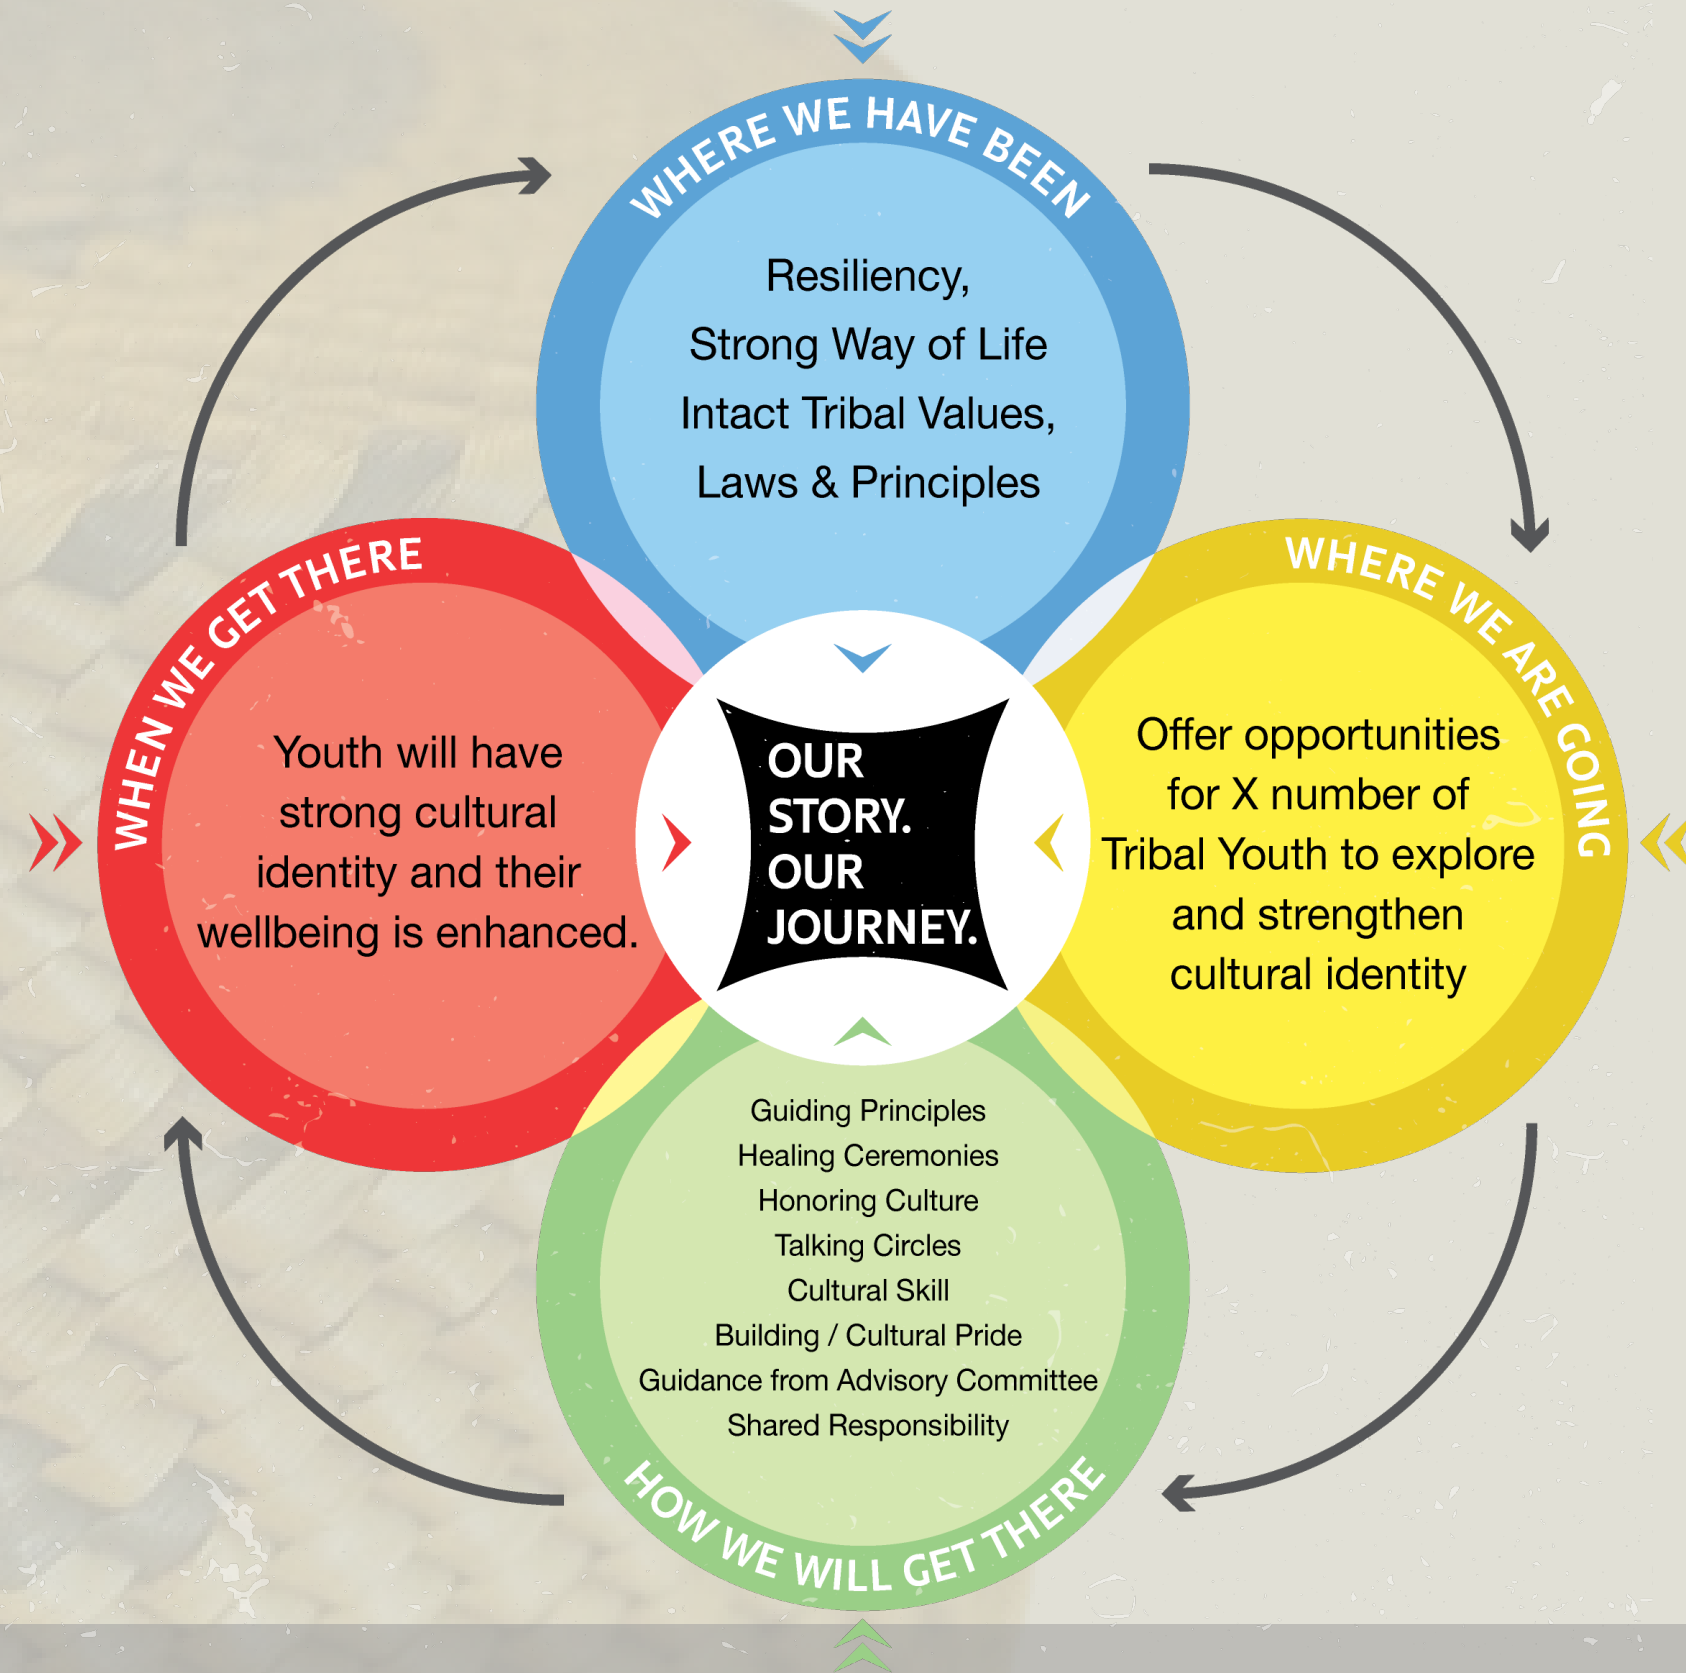 WHERE WE HAVE BEEN
Resiliency,
Strong Way of Life
Intact Tribal Values,
Laws & Principles
WHERE WE ARE GOING
Offer opportunities
for X number of
Tribal Youth to explore
and strengthen
cultural identity
HOW WE WILL GET THERE
Guiding Principles
Healing Ceremonies
Honoring Culture
Talking Circles
Cultural Skill
Building / Cultural Pride
Guidance from Advisory Committee
Shared Responsibility
WHEN WE GET THERE
Youth will have
strong cultural
identity and their
wellbeing is enhanced.
OUR
STORY.
OUR
JOURNEY.